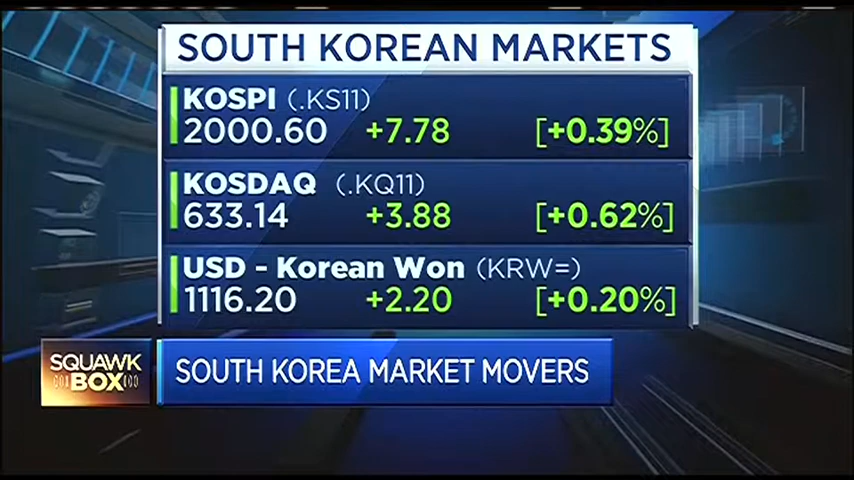 SOUTH KOREAN MARKETS
KOSPI (.KS11)
2000.60 +7.78 [+0.39%]
KOSDAQ (.KQ11)
633.14 +3.88 [+0.62%]
USD - Korean Won (KRW=)
1116.20 +2.20 [+0.20%]
SQUAWK
BOX
SOUTH KOREA MARKET MOVERS